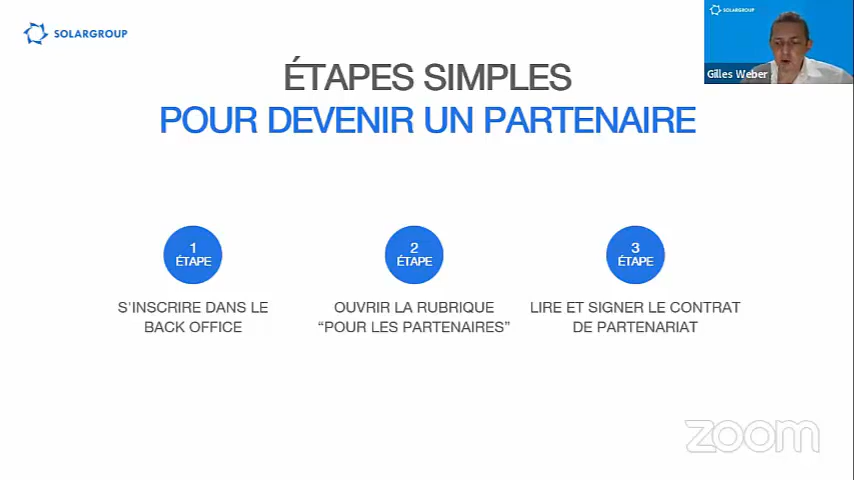 SOLARGROUP
Gilles Weber
ÉTAPES SIMPLES
POUR DEVENIR UN PARTENAIRE
1
ÉTAPE
S'INSCRIRE DANS LE
BACK OFFICE
2
ÉTAPE
OUVRIR LA RUBRIQUE
“POUR LES PARTENAIRES”
3
ÉTAPE
LIRE ET SIGNER LE CONTRAT
DE PARTENARIAT
zoom